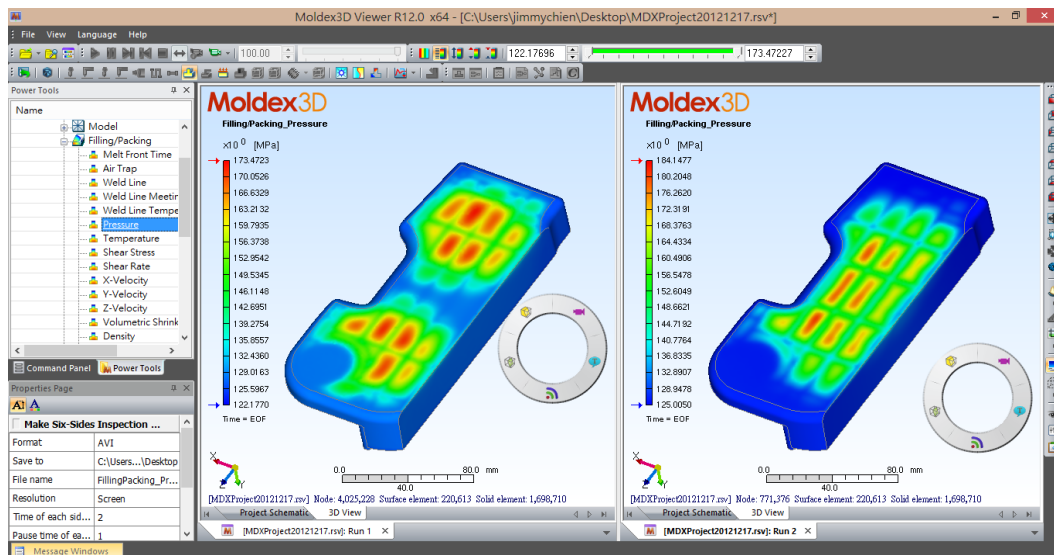 Moldex3D Viewer R12.0 x64 - [C:\Users\jimmychien\Desktop\MDXProject20121217.rsv*]
File View Language Help
100.00 122.17696 173.47227
Power Tools
Name
Model
Filling/Packing
Melt Front Time
Air Trap
Weld Line
Weld Line Meetin
Weld Line Tempe
Pressure
Temperature
Shear Stress
Shear Rate
X-Velocity
Y-Velocity
Z-Velocity
Volumetric Shrink
Density
Command Panel Power Tools
Properties Page
Make Six-Sides Inspection ...
Format AVI
Save to C:\Users...\Desktop
File name FillingPacking_Pr...
Resolution Screen
Time of each sid... 2
Pause time of ea... 1
Message Windows
Moldex3D
Filling/Packing_Pressure
x10 0 [MPa]
173.4723
170.0526
166.6329
163.2132
159.7935
156.3738
152.9542
149.5345
146.1148
142.6951
139.2754
135.8557
132.4360
129.0163
125.5967
122.1770
Time = EOF
X
Z Y
0.0 80.0 mm
40.0
[MDXProject20121217.rsv] Node: 4,025,228 Surface element: 220,613 Solid element: 1,698,710
Project Schematic 3D View
[MDXProject20121217.rsv]: Run 1
Moldex3D
Filling/Packing_Pressure
x10 0 [MPa]
184.1477
180.2048
176.2620
172.3191
168.3763
164.4334
160.4906
156.5478
152.6049
148.6621
144.7192
140.7764
136.8335
132.8907
128.9478
125.0050
Time = EOF
X
Z Y
0.0 80.0 mm
40.0
[MDXProject20121217.rsv] Node: 771,376 Surface element: 220,613 Solid element: 1,698,710
Project Schematic 3D View
[MDXProject20121217.rsv]: Run 2